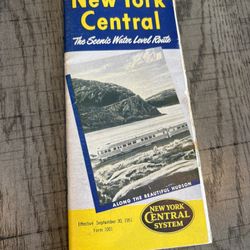 New York
Central
The Scenic Water Level Route
ALONG THE BEAUTIFUL HUDSON
Effective September 30, 1951
Form 1001
NEW YORK
CENTRAL
SYSTEM